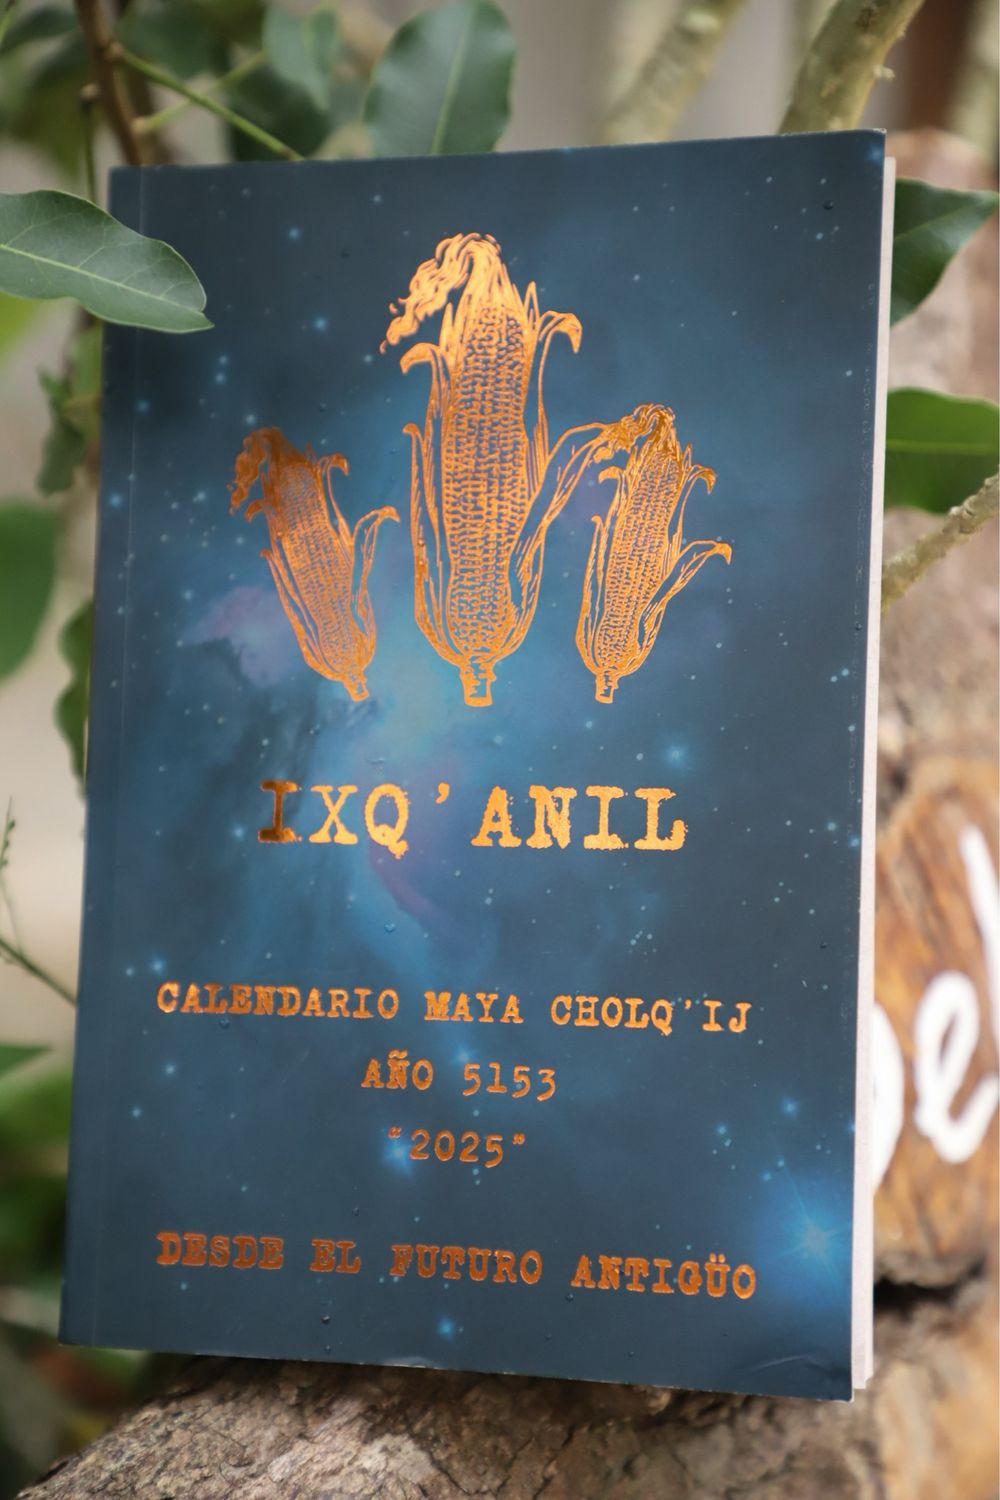 IXQ'ANIL
CALENDARIO MAYA CHOLQ'IJ
AÑO 5153
"2025"
DESDE EL FUTURO ANTIGÜO